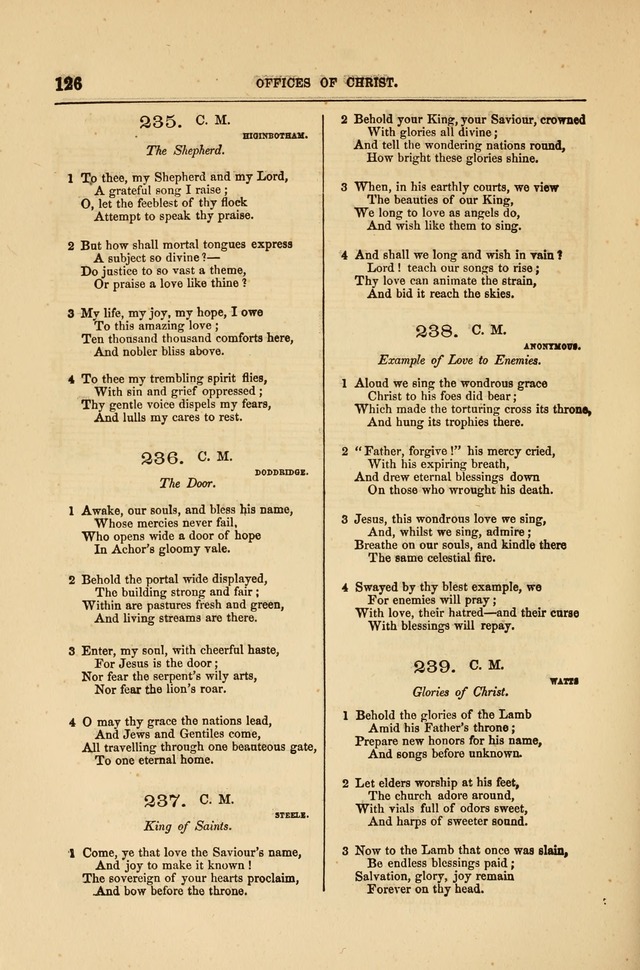 126
OFFICES OF CHRIST.
235. C. M.
HIGINBOTHAM.
The Shepherd.
1 To thee, my Shepherd and my Lord,
A grateful song I raise ;
O, let the feeblest of thy flock
Attempt to speak thy praise.
2 But how shall mortal tongues express
A subject so divine ?—
Do justice to so vast a theme,
Or praise a love like thine ?
3 My life, my joy, my hope, I owe
To this amazing love ;
Ten thousand thousand comforts here,
And nobler bliss above.
4 To thee my trembling spirit flies,
With sin and grief oppressed ;
Thy gentle voice dispels my fears,
And lulls my cares to rest.
236. C. M.
DODDRIDGE.
The Door.
1 Awake, our souls, and bless his name,
Whose mercies never fail,
Who opens wide a door of hope
In Achor's gloomy vale.
2 Behold the portal wide displayed,
The building strong and fair ;
Within are pastures fresh and green,
And living streams are there.
3 Enter, my soul, with cheerful haste,
For Jesus is the door ;
Nor fear the serpent's wily arts,
Nor fear the lion's roar.
4 O may thy grace the nations lead,
And Jews and Gentiles come,
All travelling through one beauteous gate,
To one eternal home.
237. C. M.
STEELE.
King of Saints.
1 Come, ye that love the Saviour's name,
And joy to make it known !
The sovereign of your hearts proclaim,
And bow before the throne.
2 Behold your King, your Saviour, crowned
With glories all divine ;
And tell the wondering nations round,
How bright these glories shine.
3 When, in his earthly courts, we view
The beauties of our King,
We long to love as angels do,
And wish like them to sing.
4 And shall we long and wish in vain ?
Lord ! teach our songs to rise ;
Thy love can animate the strain,
And bid it reach the skies.
238. C. M.
ANONYMOUS.
Example of Love to Enemies.
1 Aloud we sing the wondrous grace
Christ to his foes did bear ;
Which made the torturing cross its throne,
And hung its trophies there.
2 "Father, forgive !" his mercy cried,
With his expiring breath,
And drew eternal blessings down
On those who wrought his death.
3 Jesus, this wondrous love we sing,
And, whilst we sing, admire ;
Breathe on our souls, and kindle there
The same celestial fire.
4 Swayed by thy blest example, we
For enemies will pray ;
With love, their hatred—and their curse
With blessings will repay.
239. C. M.
WATTS
Glories of Christ.
1 Behold the glories of the Lamb
Amid his Father's throne ;
Prepare new honors for his name,
And songs before unknown.
2 Let elders worship at his feet,
The church adore around,
With vials full of odors sweet,
And harps of sweeter sound.
3 Now to the Lamb that once was slain,
Be endless blessings paid ;
Salvation, glory, joy remain
Forever on thy head.